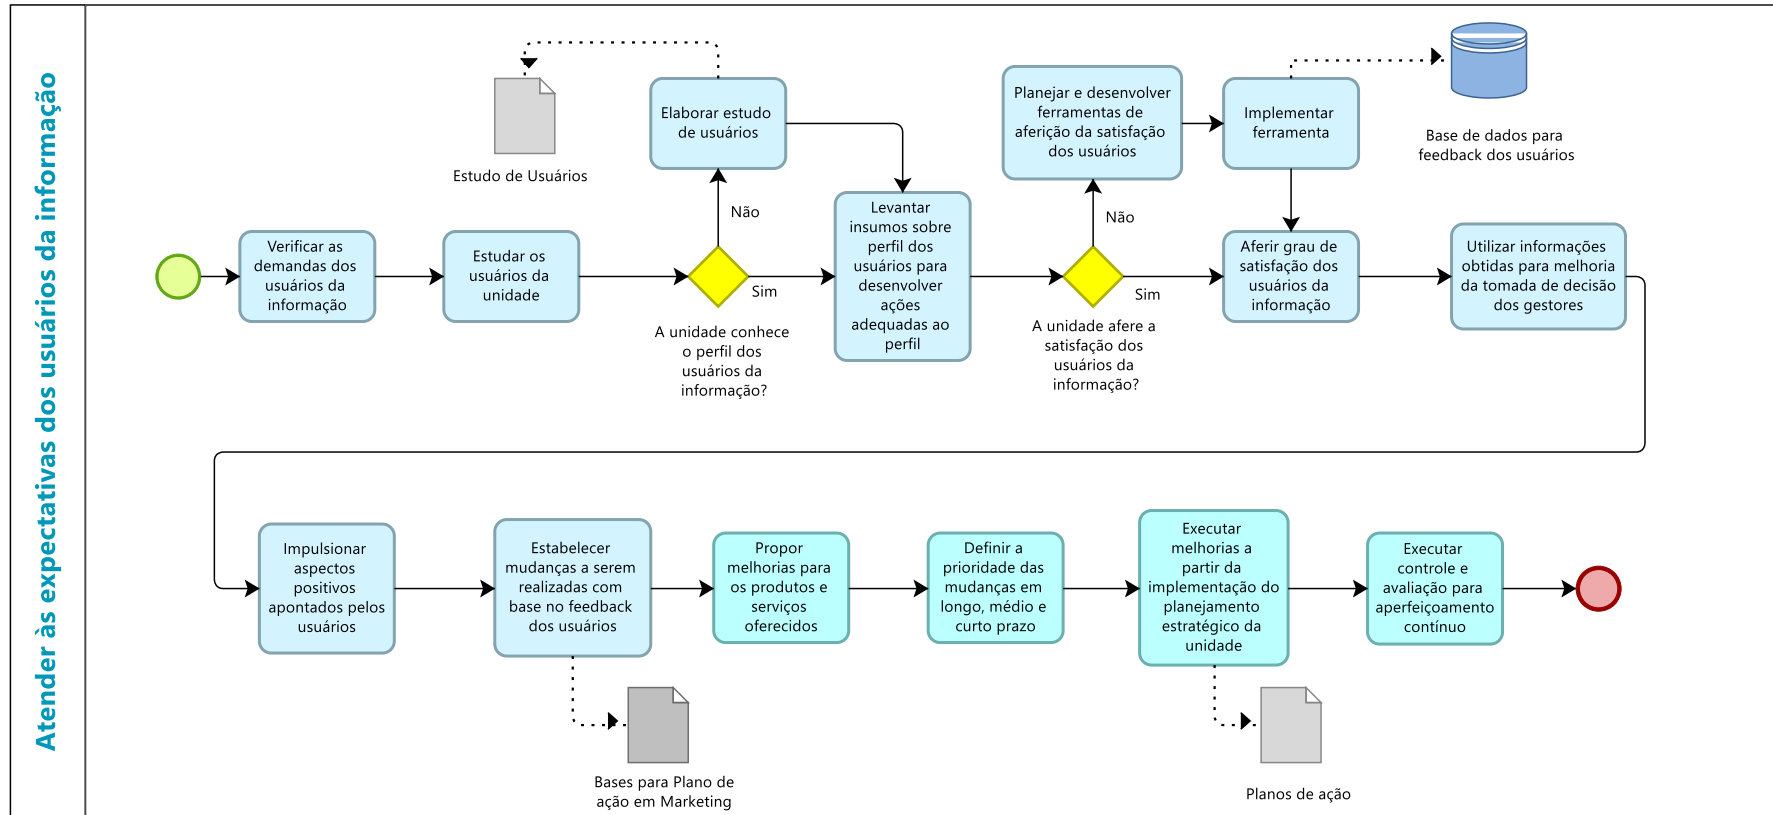 Atender às expectativas dos usuários da informação
Estudo de Usuários
Elaborar estudo
de usuários
Não
Planejar e desenvolver
ferramentas de
aferição da satisfação
dos usuários
Implementar
ferramenta
Base de dados para
feedback dos usuários
Verificar as
demandas dos
usuários da
informação
Estudar os
usuários da
unidade
Sim
A unidade conhece
o perfil dos
usuários da
informação?
Levantar
insumos sobre
perfil dos
usuários para
desenvolver
ações
adequadas ao
perfil
Não
Sim
A unidade afere a
satisfação dos
usuários da
informação?
Aferir grau de
satisfação dos
usuários da
informação
Utilizar informações
obtidas para melhoria
da tomada de decisão
dos gestores
Impulsionar
aspectos
positivos
apontados pelos
usuários
Estabelecer
mudanças a serem
realizadas com
base no feedback
dos usuários
Propor
melhorias para
os produtos e
serviços
oferecidos
Definir a
prioridade das
mudanças em
longo, médio e
curto prazo
Executar
melhorias a
partir da
implementação do
planejamento
estratégico da
unidade
Executar
controle e
avaliação para
aperfeiçoamento
contínuo
Bases para Plano de
ação em Marketing
Planos de ação